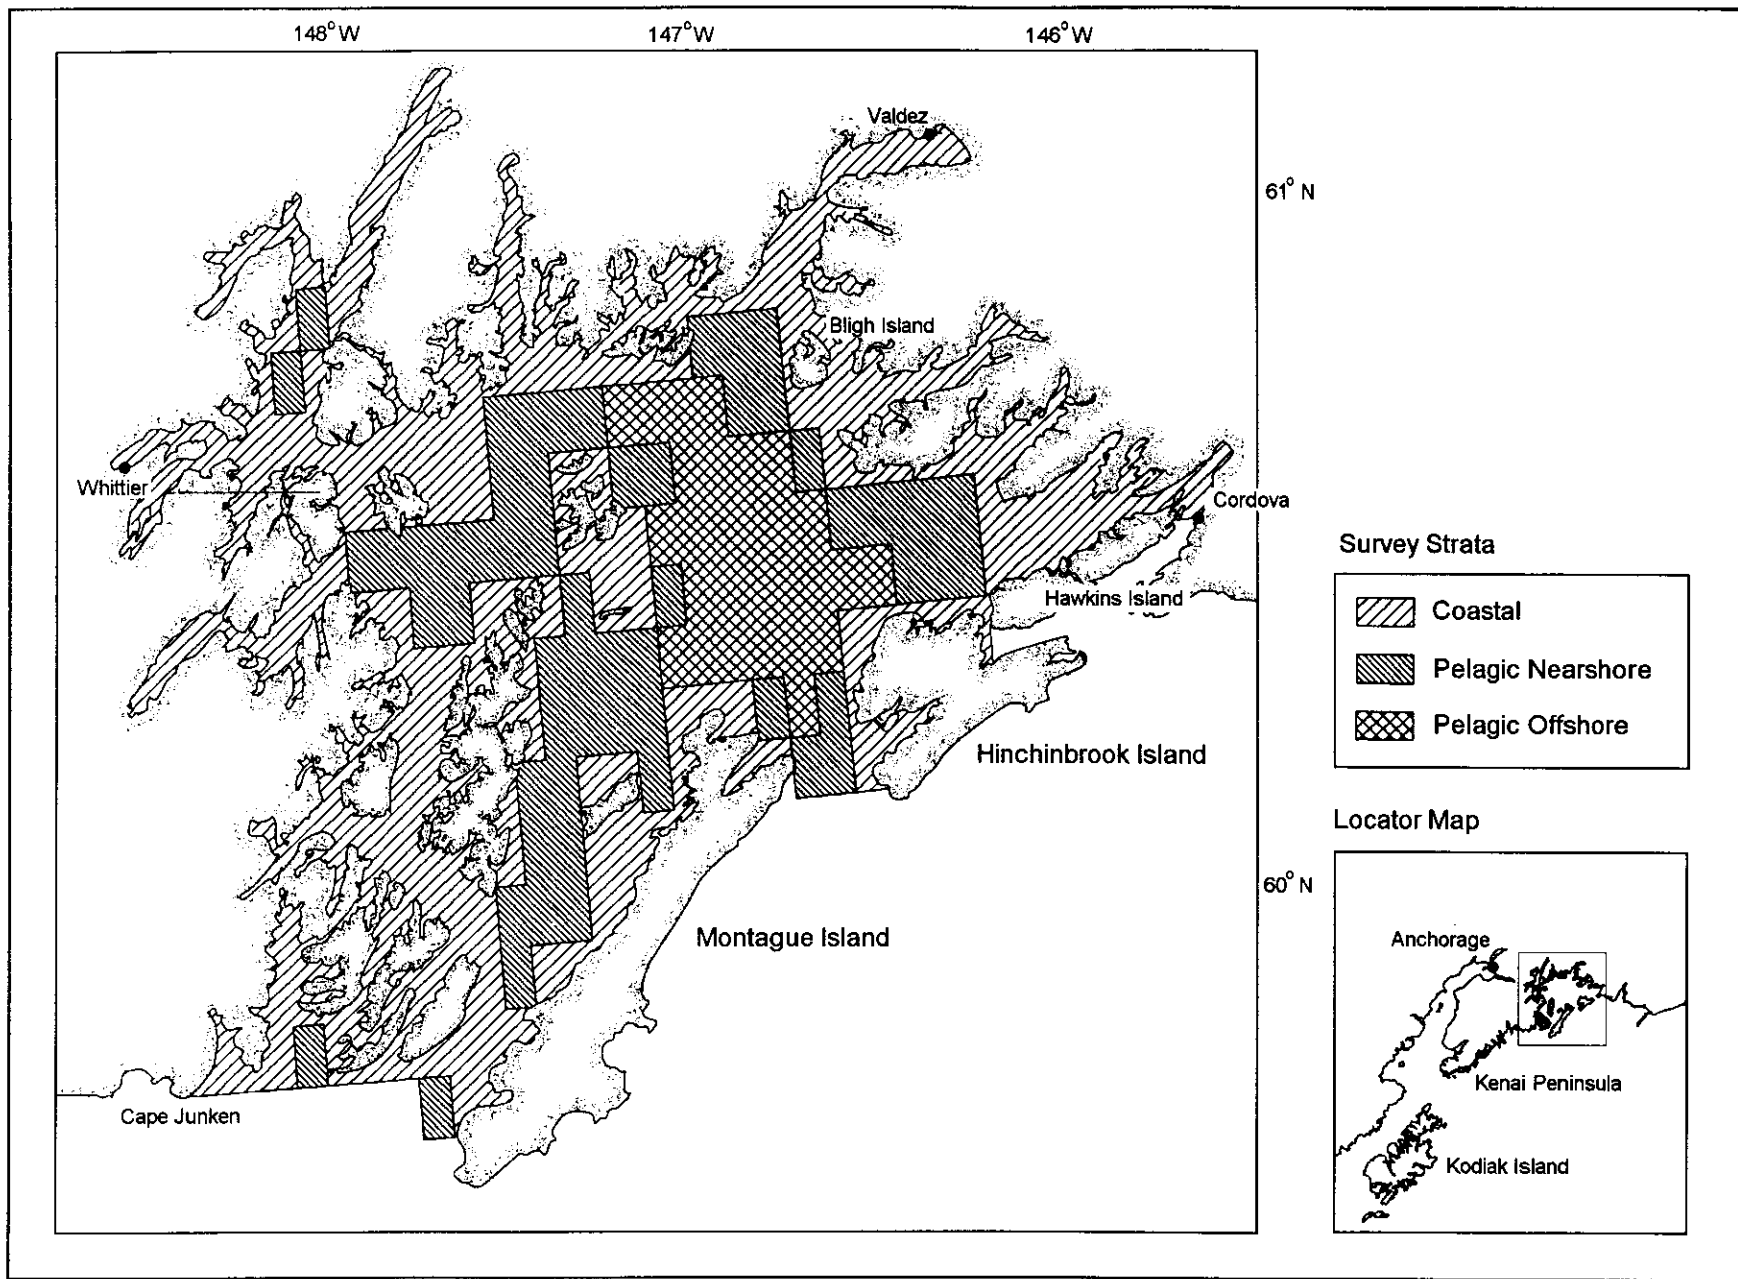 148°W 147°W 146°W
Valdez
61° N
Bligh Island
Whittier
Cordova
Hawkins Island
Hinchinbrook Island
60° N
Montague Island
Cape Junken
Survey Strata
Coastal
Pelagic Nearshore
Pelagic Offshore
Locator Map
Anchorage
Kenai Peninsula
Kodiak Island